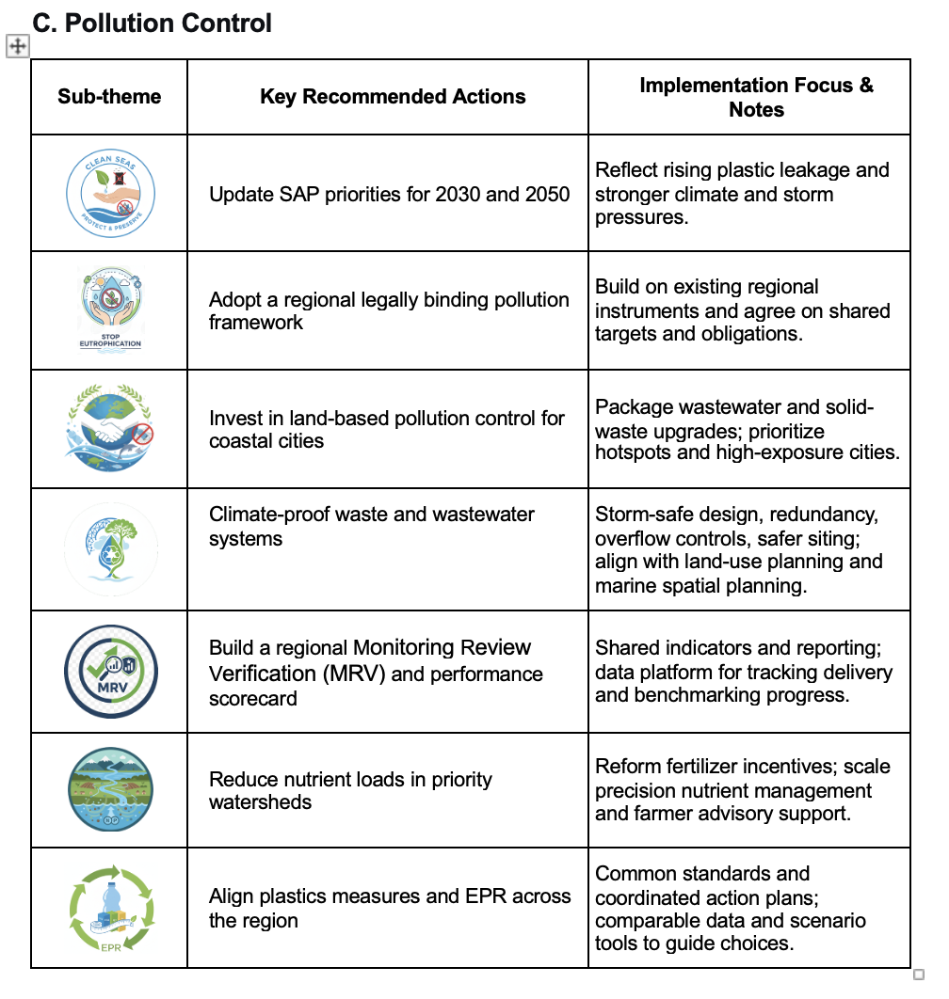 C. Pollution Control
Sub-theme
Key Recommended Actions
Implementation Focus &
Notes
CLEAN SEAS
PROTECT & PRESERVE
Update SAP priorities for 2030 and 2050
Reflect rising plastic leakage and
stronger climate and storm
pressures.
STOP
EUTROPHICATION
Adopt a regional legally binding pollution
framework
Build on existing regional
instruments and agree on shared
targets and obligations.
Invest in land-based pollution control for
coastal cities
Package wastewater and solid-
waste upgrades; prioritize
hotspots and high-exposure cities.
Climate-proof waste and wastewater
systems
Storm-safe design, redundancy,
overflow controls, safer siting;
align with land-use planning and
marine spatial planning.
MRV
Build a regional Monitoring Review
Verification (MRV) and performance
scorecard
Shared indicators and reporting;
data platform for tracking delivery
and benchmarking progress.
Reduce nutrient loads in priority
watersheds
Reform fertilizer incentives; scale
precision nutrient management
and farmer advisory support.
EPR
Align plastics measures and EPR across
the region
Common standards and
coordinated action plans;
comparable data and scenario
tools to guide choices.